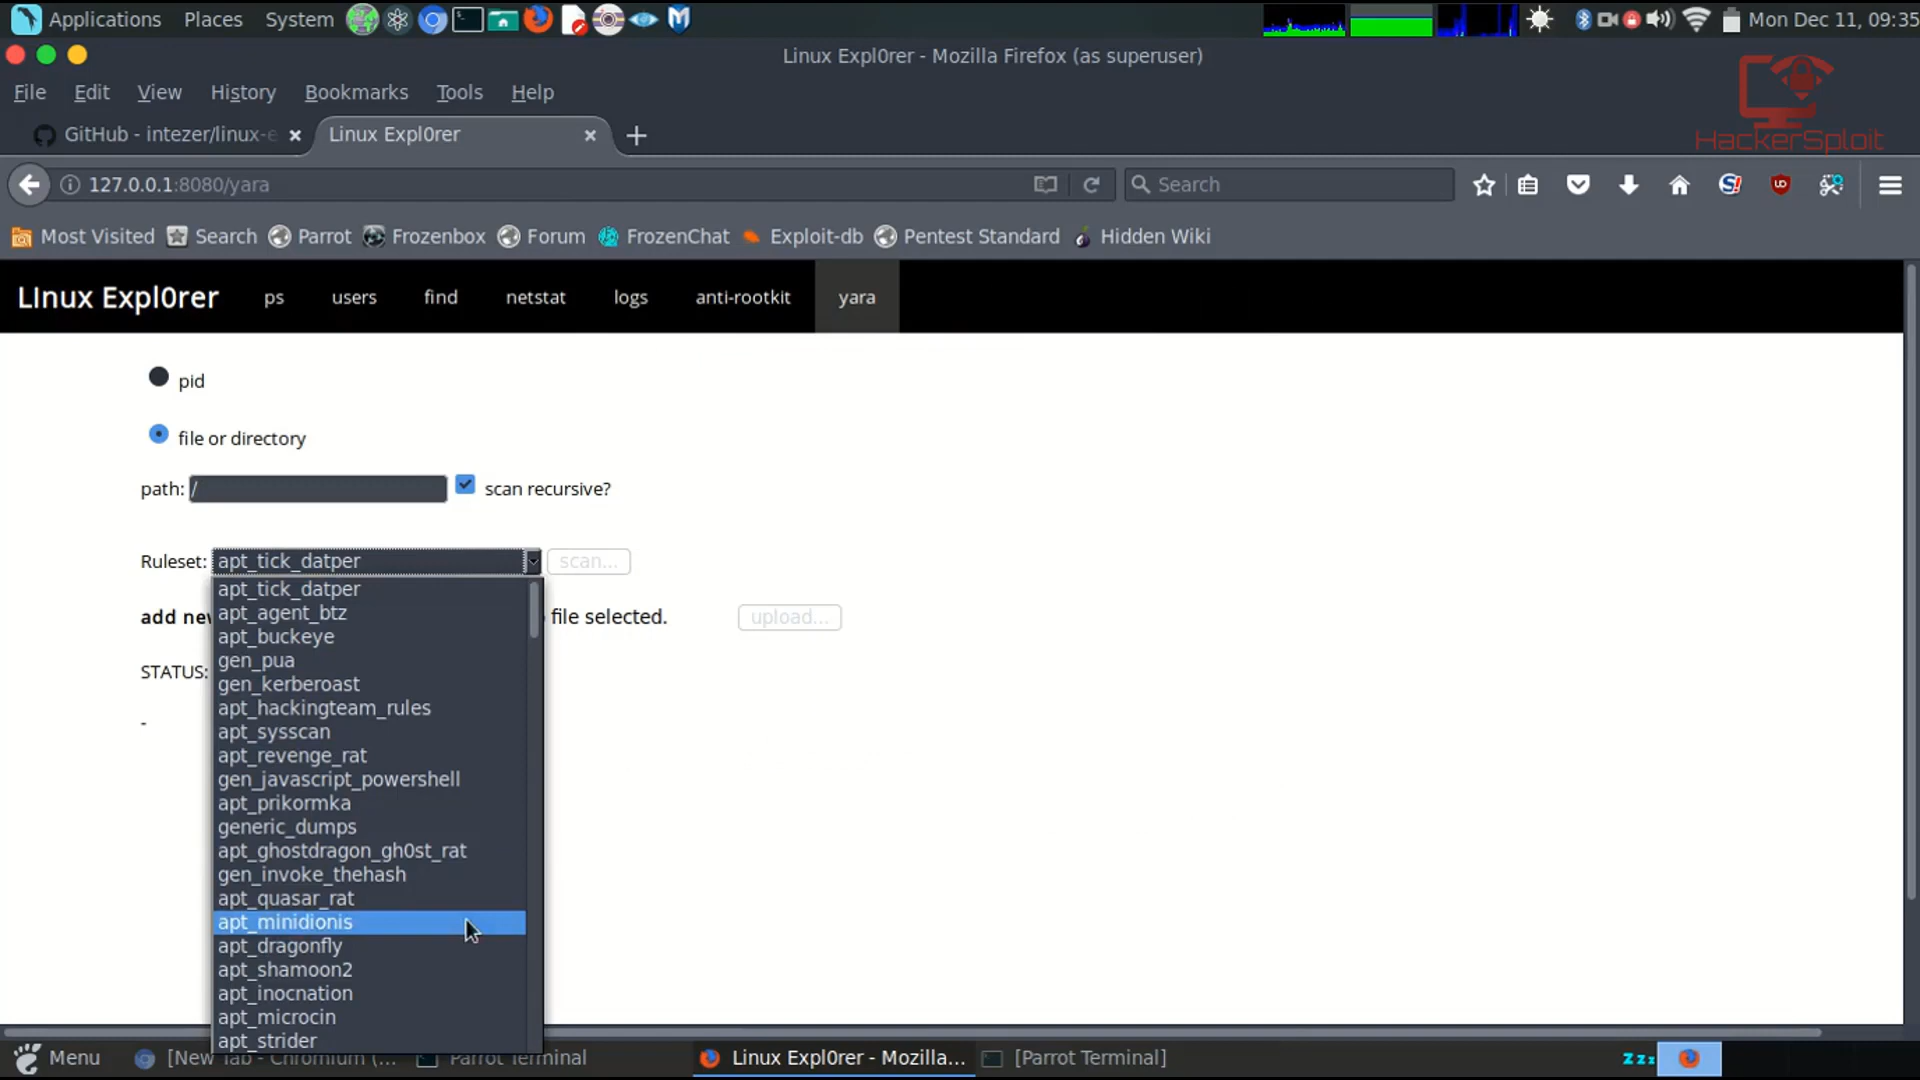 Applications Places System Mon Dec 11, 09:35
Linux Expl0rer - Mozilla Firefox (as superuser)
File Edit View History Bookmarks Tools Help
GitHub - intezer/linux-e Linux Expl0rer
HackerSploit
127.0.0.1:8080/yara Search
Most Visited Search Parrot Frozenbox Forum FrozenChat Exploit-db Pentest Standard Hidden Wiki
LInux Expl0rer ps users find netstat logs anti-rootkit yara
pid
file or directory
path: / scan recursive?
Ruleset: apt_tick_datper scan...
apt_tick_datper
add new file selected. upload...
apt_agent_btz
apt_buckeye
gen_pua
STATUS:
gen_kerberoast
apt_hackingteam_rules
-
apt_sysscan
apt_revenge_rat
gen_javascript_powershell
apt_prikormka
generic_dumps
apt_ghostdragon_gh0st_rat
gen_invoke_thehash
apt_quasar_rat
apt_minidionis
apt_dragonfly
apt_shamoon2
apt_inocnation
apt_microcin
apt_strider
Menu [New Tab - Chromium (... Parrot Terminal Linux Expl0rer - Mozilla... [Parrot Terminal] zzz